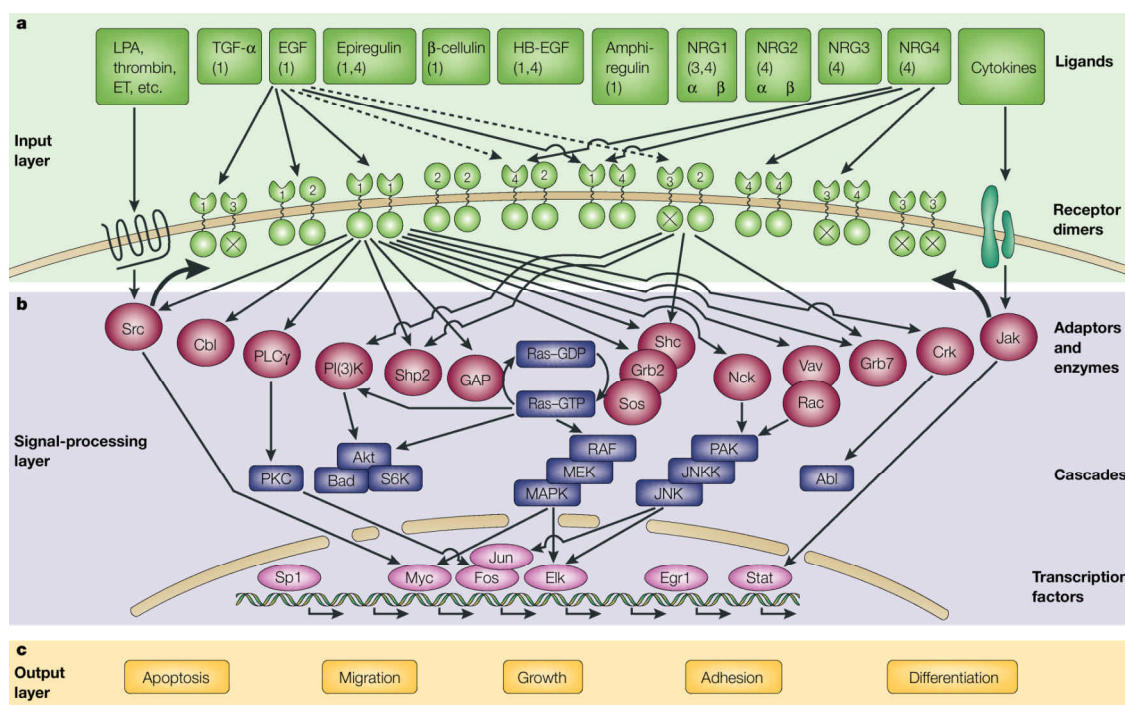 a
LPA,
thrombin,
ET, etc.
TGF-α
(1)
EGF
(1)
Epiregulin
(1,4)
β-cellulin
(1)
HB-EGF
(1,4)
Amphi-
regulin
(1)
NRG1
(3,4)
α β
NRG2
(4)
α β
NRG3
(4)
NRG4
(4)
Cytokines
Ligands
Input
layer
1 3
1 2
1 1
2 2
4 2
1 4
3 2
4 4
3 4
3 3
Receptor
dimers
b
Src
Cbl
PLCγ
PI(3)K
Shp2
GAP
Ras–GDP
Ras–GTP
Shc
Grb2
Sos
Nck
Vav
Rac
Grb7
Crk
Jak
Adaptors
and
enzymes
Signal-processing
layer
PKC
Akt
Bad
S6K
RAF
MEK
MAPK
PAK
JNKK
JNK
Abl
Cascades
Sp1
Myc
Jun
Fos
Elk
Egr1
Stat
Transcription
factors
c
Output
layer
Apoptosis
Migration
Growth
Adhesion
Differentiation